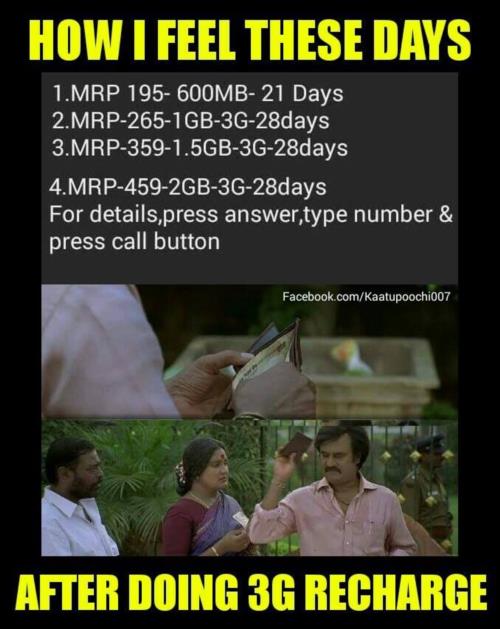 HOW I FEEL THESE DAYS
1.MRP 195- 600MB- 21 Days
2.MRP-265-1GB-3G-28days
3.MRP-359-1.5GB-3G-28days
4.MRP-459-2GB-3G-28days
For details,press answer,type number &
press call button
Facebook.com/Kaatupoochi007
AFTER DOING 3G RECHARGE